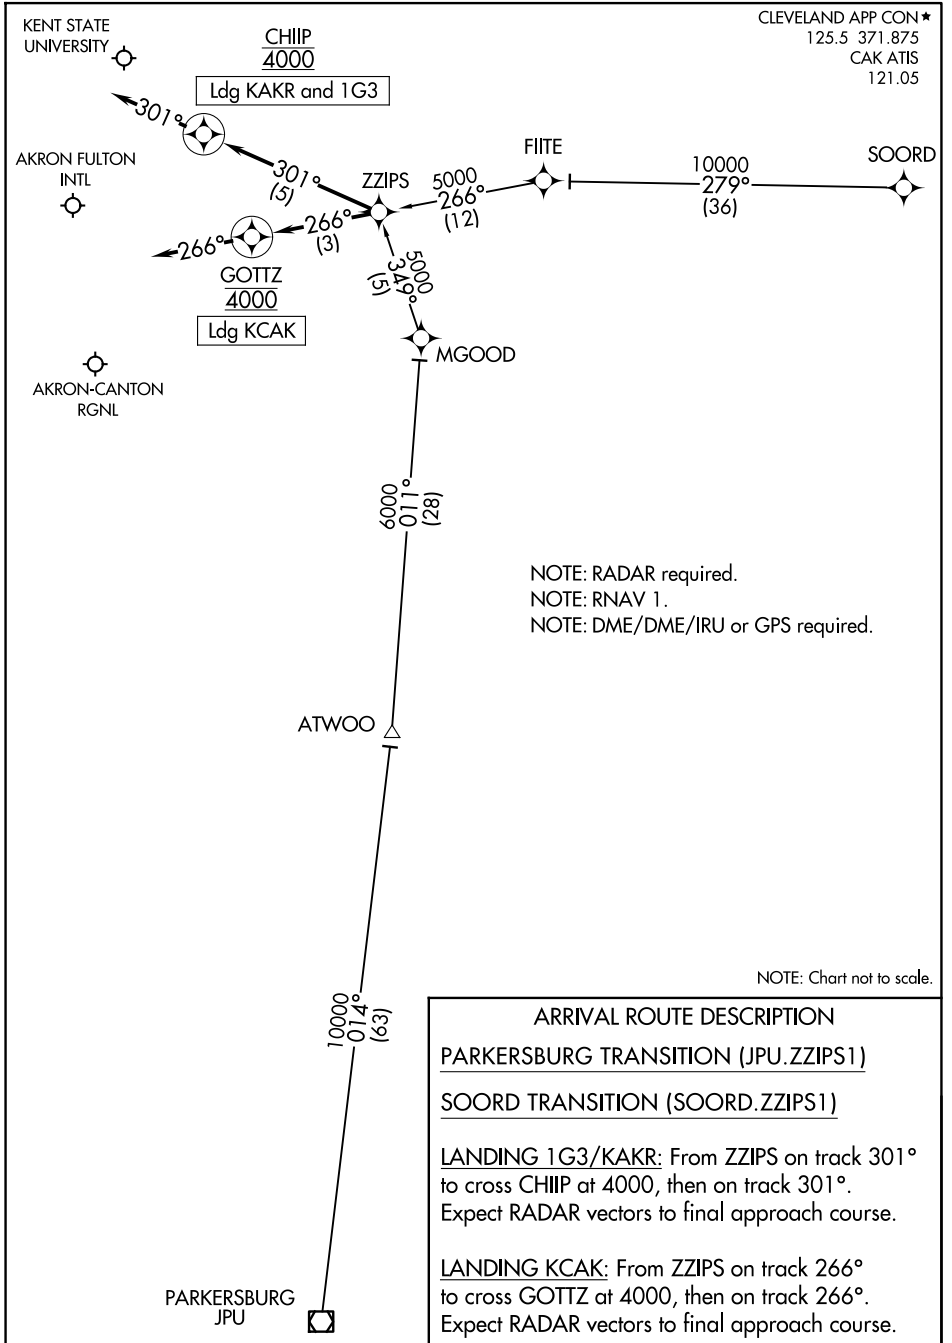 KENT STATE
UNIVERSITY
CHIIP
4000
Ldg KAKR and 1G3
CLEVELAND APP CON★
125.5 371.875
CAK ATIS
121.05
301°
AKRON FULTON
INTL
301°
(5)
ZZIPS
5000
266°
(12)
FIITE
10000
279°
(36)
SOORD
266°
266°
(3)
GOTTZ
4000
Ldg KCAK
5000
349°
(5)
MGOOD
AKRON-CANTON
RGNL
6000
011°
(28)
NOTE: RADAR required.
NOTE: RNAV 1.
NOTE: DME/DME/IRU or GPS required.
ATWOO
10000
014°
(63)
NOTE: Chart not to scale.
PARKERSBURG
JPU
ARRIVAL ROUTE DESCRIPTION
PARKERSBURG TRANSITION (JPU.ZZIPS1)
SOORD TRANSITION (SOORD.ZZIPS1)
LANDING 1G3/KAKR: From ZZIPS on track 301°
to cross CHIIP at 4000, then on track 301°.
Expect RADAR vectors to final approach course.
LANDING KCAK: From ZZIPS on track 266°
to cross GOTTZ at 4000, then on track 266°.
Expect RADAR vectors to final approach course.